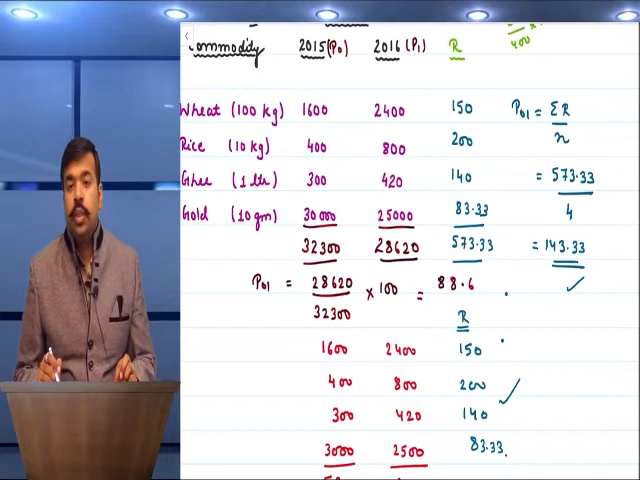 400
Commodity 2015 (P0) 2016 (P1) R
Wheat (100 kg) 1600 2400 150 P01 = ΣR
Rice (10 kg) 400 800 200 n
Ghee (1 ltr) 300 420 140 = 573.33
Gold (10 gm) 30000 25000 83.33 4
32300 28620 573.33 = 143.33
P01 = 28620 × 100 = 88.6
32300 R
1600 2400 150
400 800 200
300 420 140
3000 2500 83.33